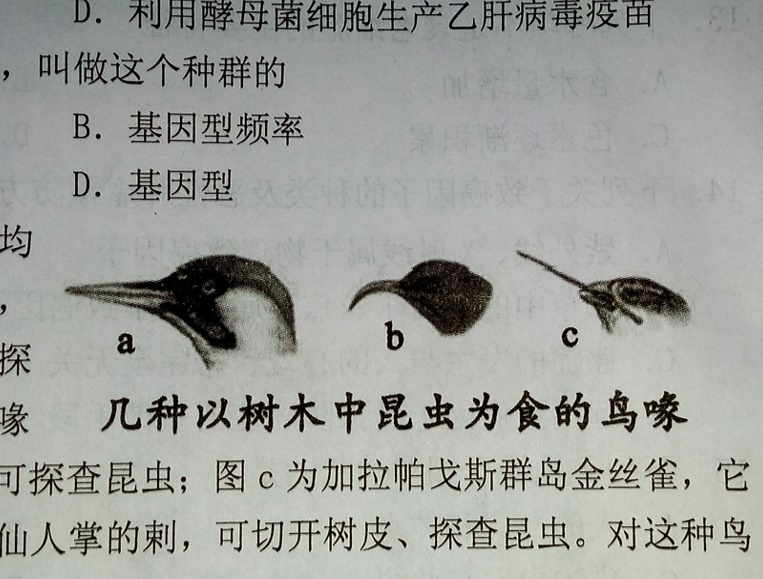 D. 利用酵母菌细胞生产乙肝病毒疫苗
，叫做这个种群的
B. 基因型频率
D. 基因型
均
，
探
喙
a
b
c
几种以树木中昆虫为食的鸟喙
可探查昆虫；图 c 为加拉帕戈斯群岛金丝雀，它
仙人掌的刺，可切开树皮、探查昆虫。对这种鸟